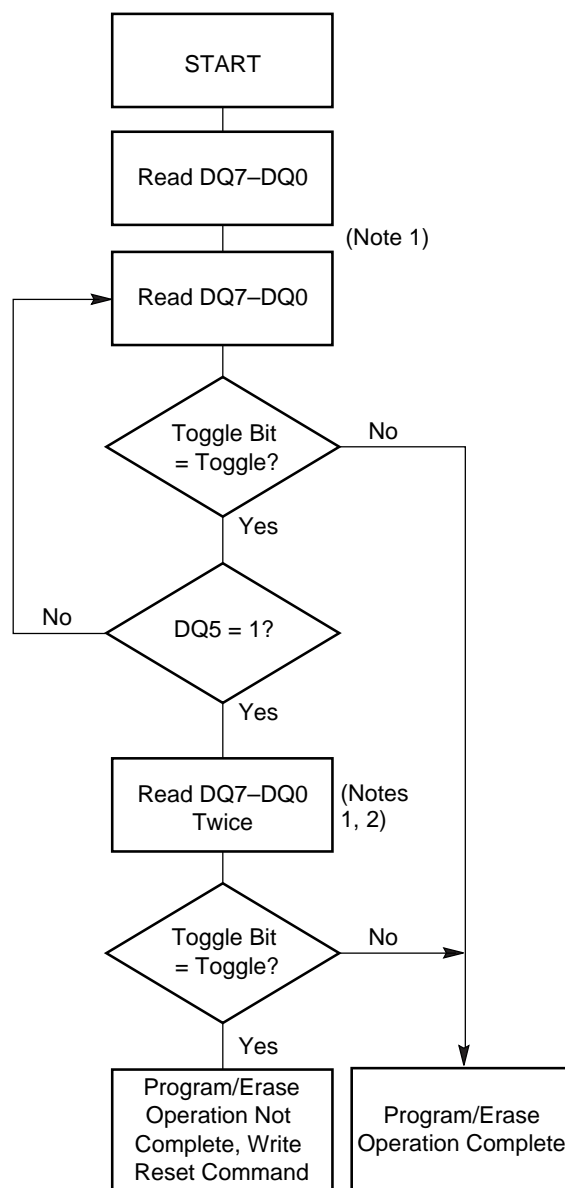 START
Read DQ7–DQ0
(Note 1)
Read DQ7–DQ0
Toggle Bit
= Toggle?
No
Yes
DQ5 = 1?
No
Yes
Read DQ7–DQ0
Twice
(Notes
1, 2)
Toggle Bit
= Toggle?
No
Yes
Program/Erase
Operation Not
Complete, Write
Reset Command
Program/Erase
Operation Complete